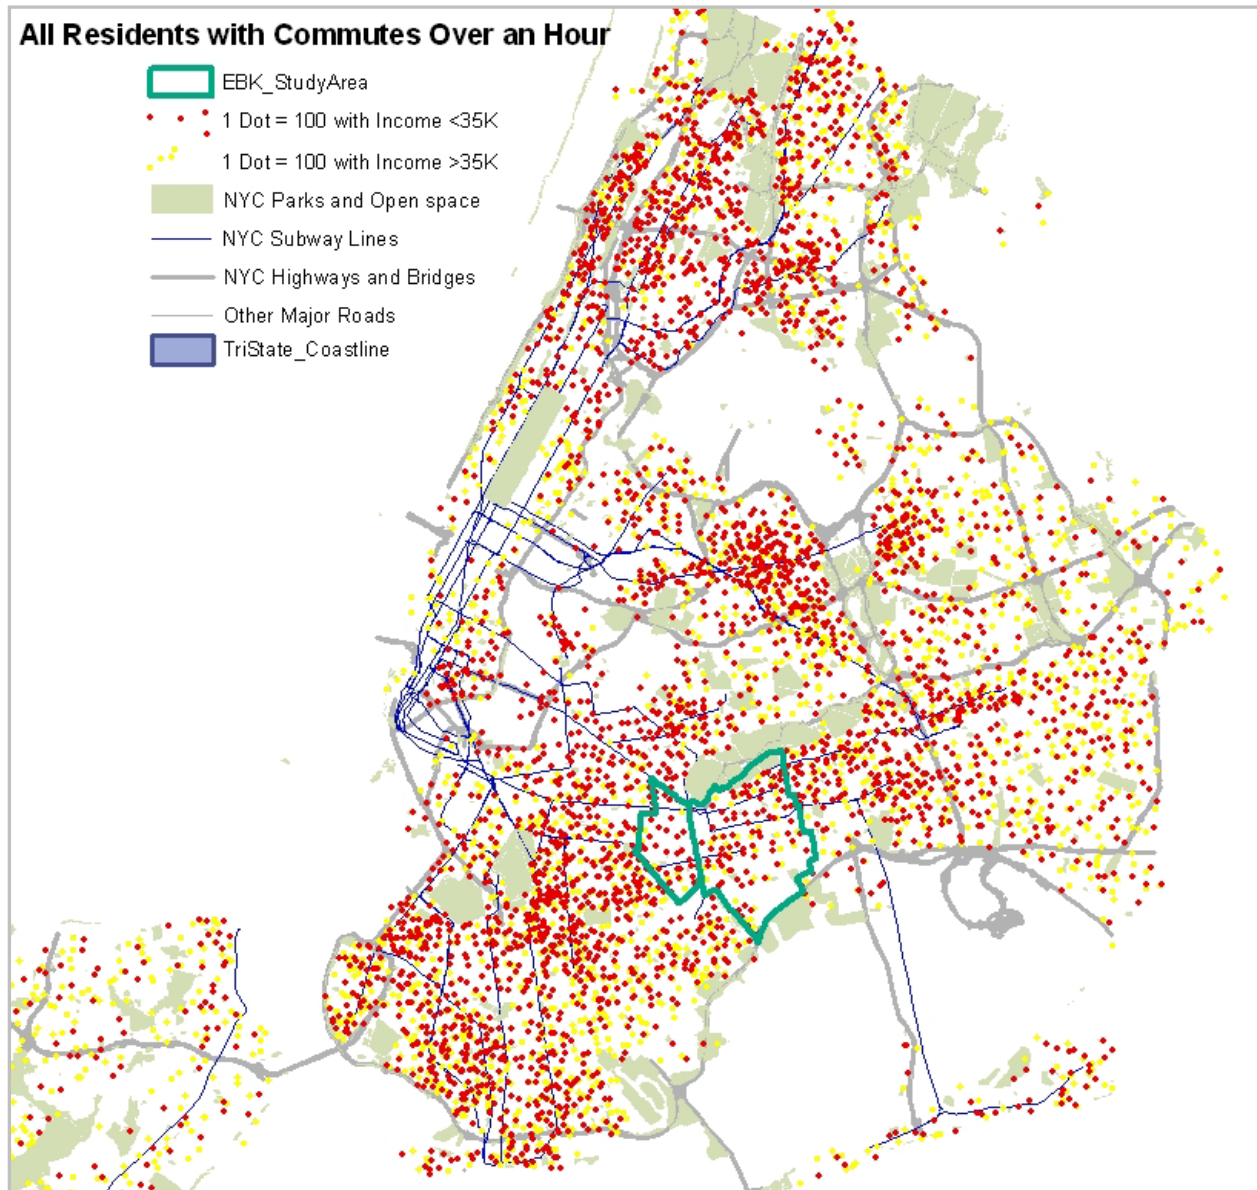 All Residents with Commutes Over an Hour
EBK_StudyArea
1 Dot = 100 with Income <35K
1 Dot = 100 with Income >35K
NYC Parks and Open space
NYC Subway Lines
NYC Highways and Bridges
Other Major Roads
TriState_Coastline